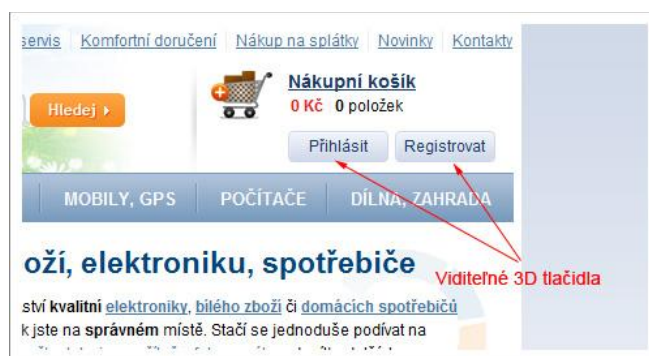 servis Komfortní doručení Nákup na splátky Novinky Kontakty
Nákupní košík
0 Kč 0 položek
Hledej
Přihlásit Registrovat
MOBILY, GPS POČÍTAČE DÍLNA, ZAHRADA
oží, elektroniku, spotřebiče
Viditeľné 3D tlačidla
ství kvalitní elektroniky, bílého zboží či domácích spotřebičů
k jste na správném místě. Stačí se jednoduše podívat na